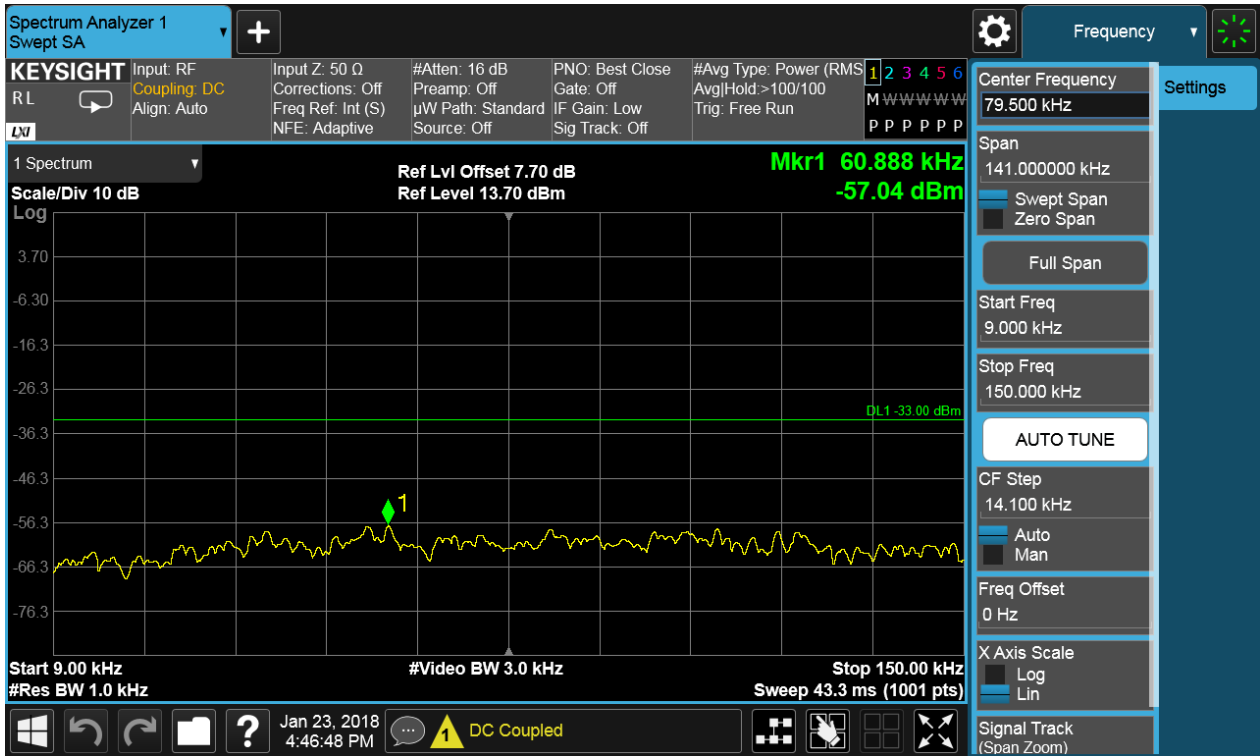 Spectrum Analyzer 1
Swept SA
Frequency
KEYSIGHT
R L
LXI
Input: RF
Coupling: DC
Align: Auto
Input Z: 50 Ω
Corrections: Off
Freq Ref: Int (S)
NFE: Adaptive
#Atten: 16 dB
Preamp: Off
µW Path: Standard
Source: Off
PNO: Best Close
Gate: Off
IF Gain: Low
Sig Track: Off
#Avg Type: Power (RMS
Avg|Hold:>100/100
Trig: Free Run
1 2 3 4 5 6
M W W W W W
P P P P P P
1 Spectrum
Scale/Div 10 dB
Ref Lvl Offset 7.70 dB
Ref Level 13.70 dBm
Mkr1 60.888 kHz
-57.04 dBm
Log
3.70
-6.30
-16.3
-26.3
DL1 -33.00 dBm
-36.3
-46.3
1
-56.3
-66.3
-76.3
Start 9.00 kHz
#Video BW 3.0 kHz
Stop 150.00 kHz
#Res BW 1.0 kHz
Sweep 43.3 ms (1001 pts)
Center Frequency
79.500 kHz
Span
141.000000 kHz
Swept Span
Zero Span
Full Span
Start Freq
9.000 kHz
Stop Freq
150.000 kHz
AUTO TUNE
CF Step
14.100 kHz
Auto
Man
Freq Offset
0 Hz
X Axis Scale
Log
Lin
Signal Track
(Span Zoom)
Settings
?
Jan 23, 2018
4:46:48 PM
1
DC Coupled